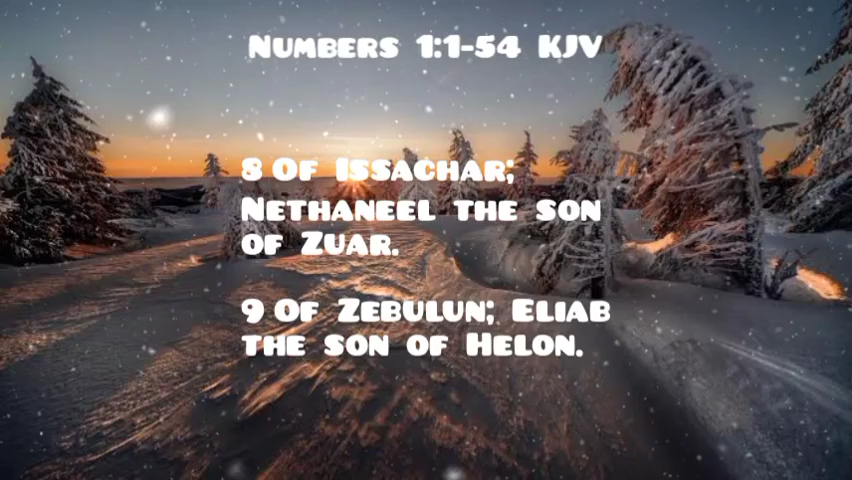 Numbers 1:1-54 KJV
8 Of Issachar;
Nethaneel the son
of Zuar.
9 Of Zebulun; Eliab
the son of Helon.